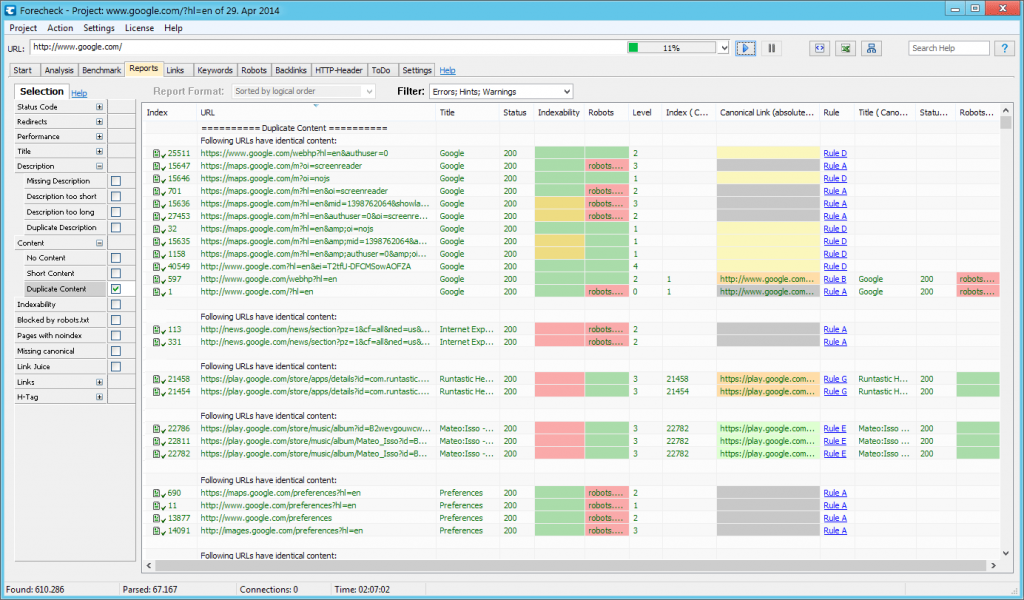 Forecheck - Project: www.google.com/?hl=en of 29. Apr 2014
Project Action Settings License Help
URL: http://www.google.com/ 11% Search Help ?
Start Analysis Benchmark Reports Links Keywords Robots Backlinks HTTP-Header ToDo Settings Help
Selection Help Report Format: Sorted by logical order Filter: Errors; Hints; Warnings
Status Code
Redirects
Performance
Title
Description
Missing Description
Description too short
Description too long
Duplicate Description
Content
No Content
Short Content
Duplicate Content
Indexability
Blocked by robots.txt
Pages with noindex
Missing canonical
Link Juice
Links
H-Tag
Index URL Title Status Indexability Robots Level Index ( C... Canonical Link (absolute... Rule Title ( Cano... Statu... Robots...
========== Duplicate Content ==========
Following URLs have identical content:
25511 https://www.google.com/webhp?hl=en&authuser=0 Google 200 2 Rule D
15647 https://maps.google.com/m?oi=screenreader Google 200 robots.... 3 Rule A
15646 https://maps.google.com/m?oi=nojs Google 200 1 Rule D
701 https://maps.google.com/m?hl=en&oi=screenreader Google 200 robots.... 2 Rule A
15636 https://maps.google.com/m?hl=en&mid=1398762064&showla... Google 200 robots.... 3 Rule A
27453 https://maps.google.com/m?hl=en&authuser=0&oi=screenre... Google 200 robots.... 2 Rule A
32 https://maps.google.com/m?hl=en&amp;oi=nojs Google 200 1 Rule D
15635 https://maps.google.com/m?hl=en&amp;mid=1398762064&a... Google 200 1 Rule D
1158 https://maps.google.com/m?hl=en&amp;authuser=0&amp;oi... Google 200 1 Rule D
40549 https://www.google.com?hl=en&ei=T2tfU-DFCMSowAOFZA Google 200 4 Rule D
597 http://www.google.com/webhp?hl=en Google 200 2 1 http://www.google.com... Rule B Google 200 robots....
1 http://www.google.com/?hl=en Google 200 robots.... 0 1 http://www.google.com... Rule A Google 200 robots....
Following URLs have identical content:
113 http://news.google.com/news/section?pz=1&cf=all&ned=us&... Internet Exp... 200 robots.... 2 Rule A
331 http://news.google.com/news/section?pz=1&cf=all&ned=us&... Internet Exp... 200 robots.... 2 Rule A
Following URLs have identical content:
21458 https://play.google.com/store/apps/details?id=com.runtastic.... Runtastic He... 200 3 21458 https://play.google.com... Rule G Runtastic H... 200
21454 https://play.google.com/store/apps/details?id=com.runtastic.... Runtastic He... 200 3 21454 https://play.google.com... Rule G Runtastic H... 200
Following URLs have identical content:
22786 https://play.google.com/store/music/album?id=B2wevgouwcw... Mateo:Isso -... 200 3 22782 https://play.google.com... Rule E Mateo:Isso ... 200
22811 https://play.google.com/store/music/album/Mateo_Isso?id=B... Mateo:Isso -... 200 3 https://play.google.com... Rule E Mateo:Isso ... 200
22782 https://play.google.com/store/music/album/Mateo_Isso?id=B... Mateo:Isso -... 200 3 22782 https://play.google.com... Rule E Mateo:Isso ... 200
Following URLs have identical content:
690 https://maps.google.com/preferences?hl=en Preferences 200 robots.... 2 Rule A
11 http://www.google.com/preferences?hl=en Preferences 200 robots.... 1 Rule A
13877 http://www.google.com/preferences Preferences 200 robots.... 2 Rule A
14091 http://images.google.com/preferences?hl=en Preferences 200 robots.... 3 Rule A
Following URLs have identical content:
Found: 610.286 Parsed: 67.167 Connections: 0 Time: 02:07:02